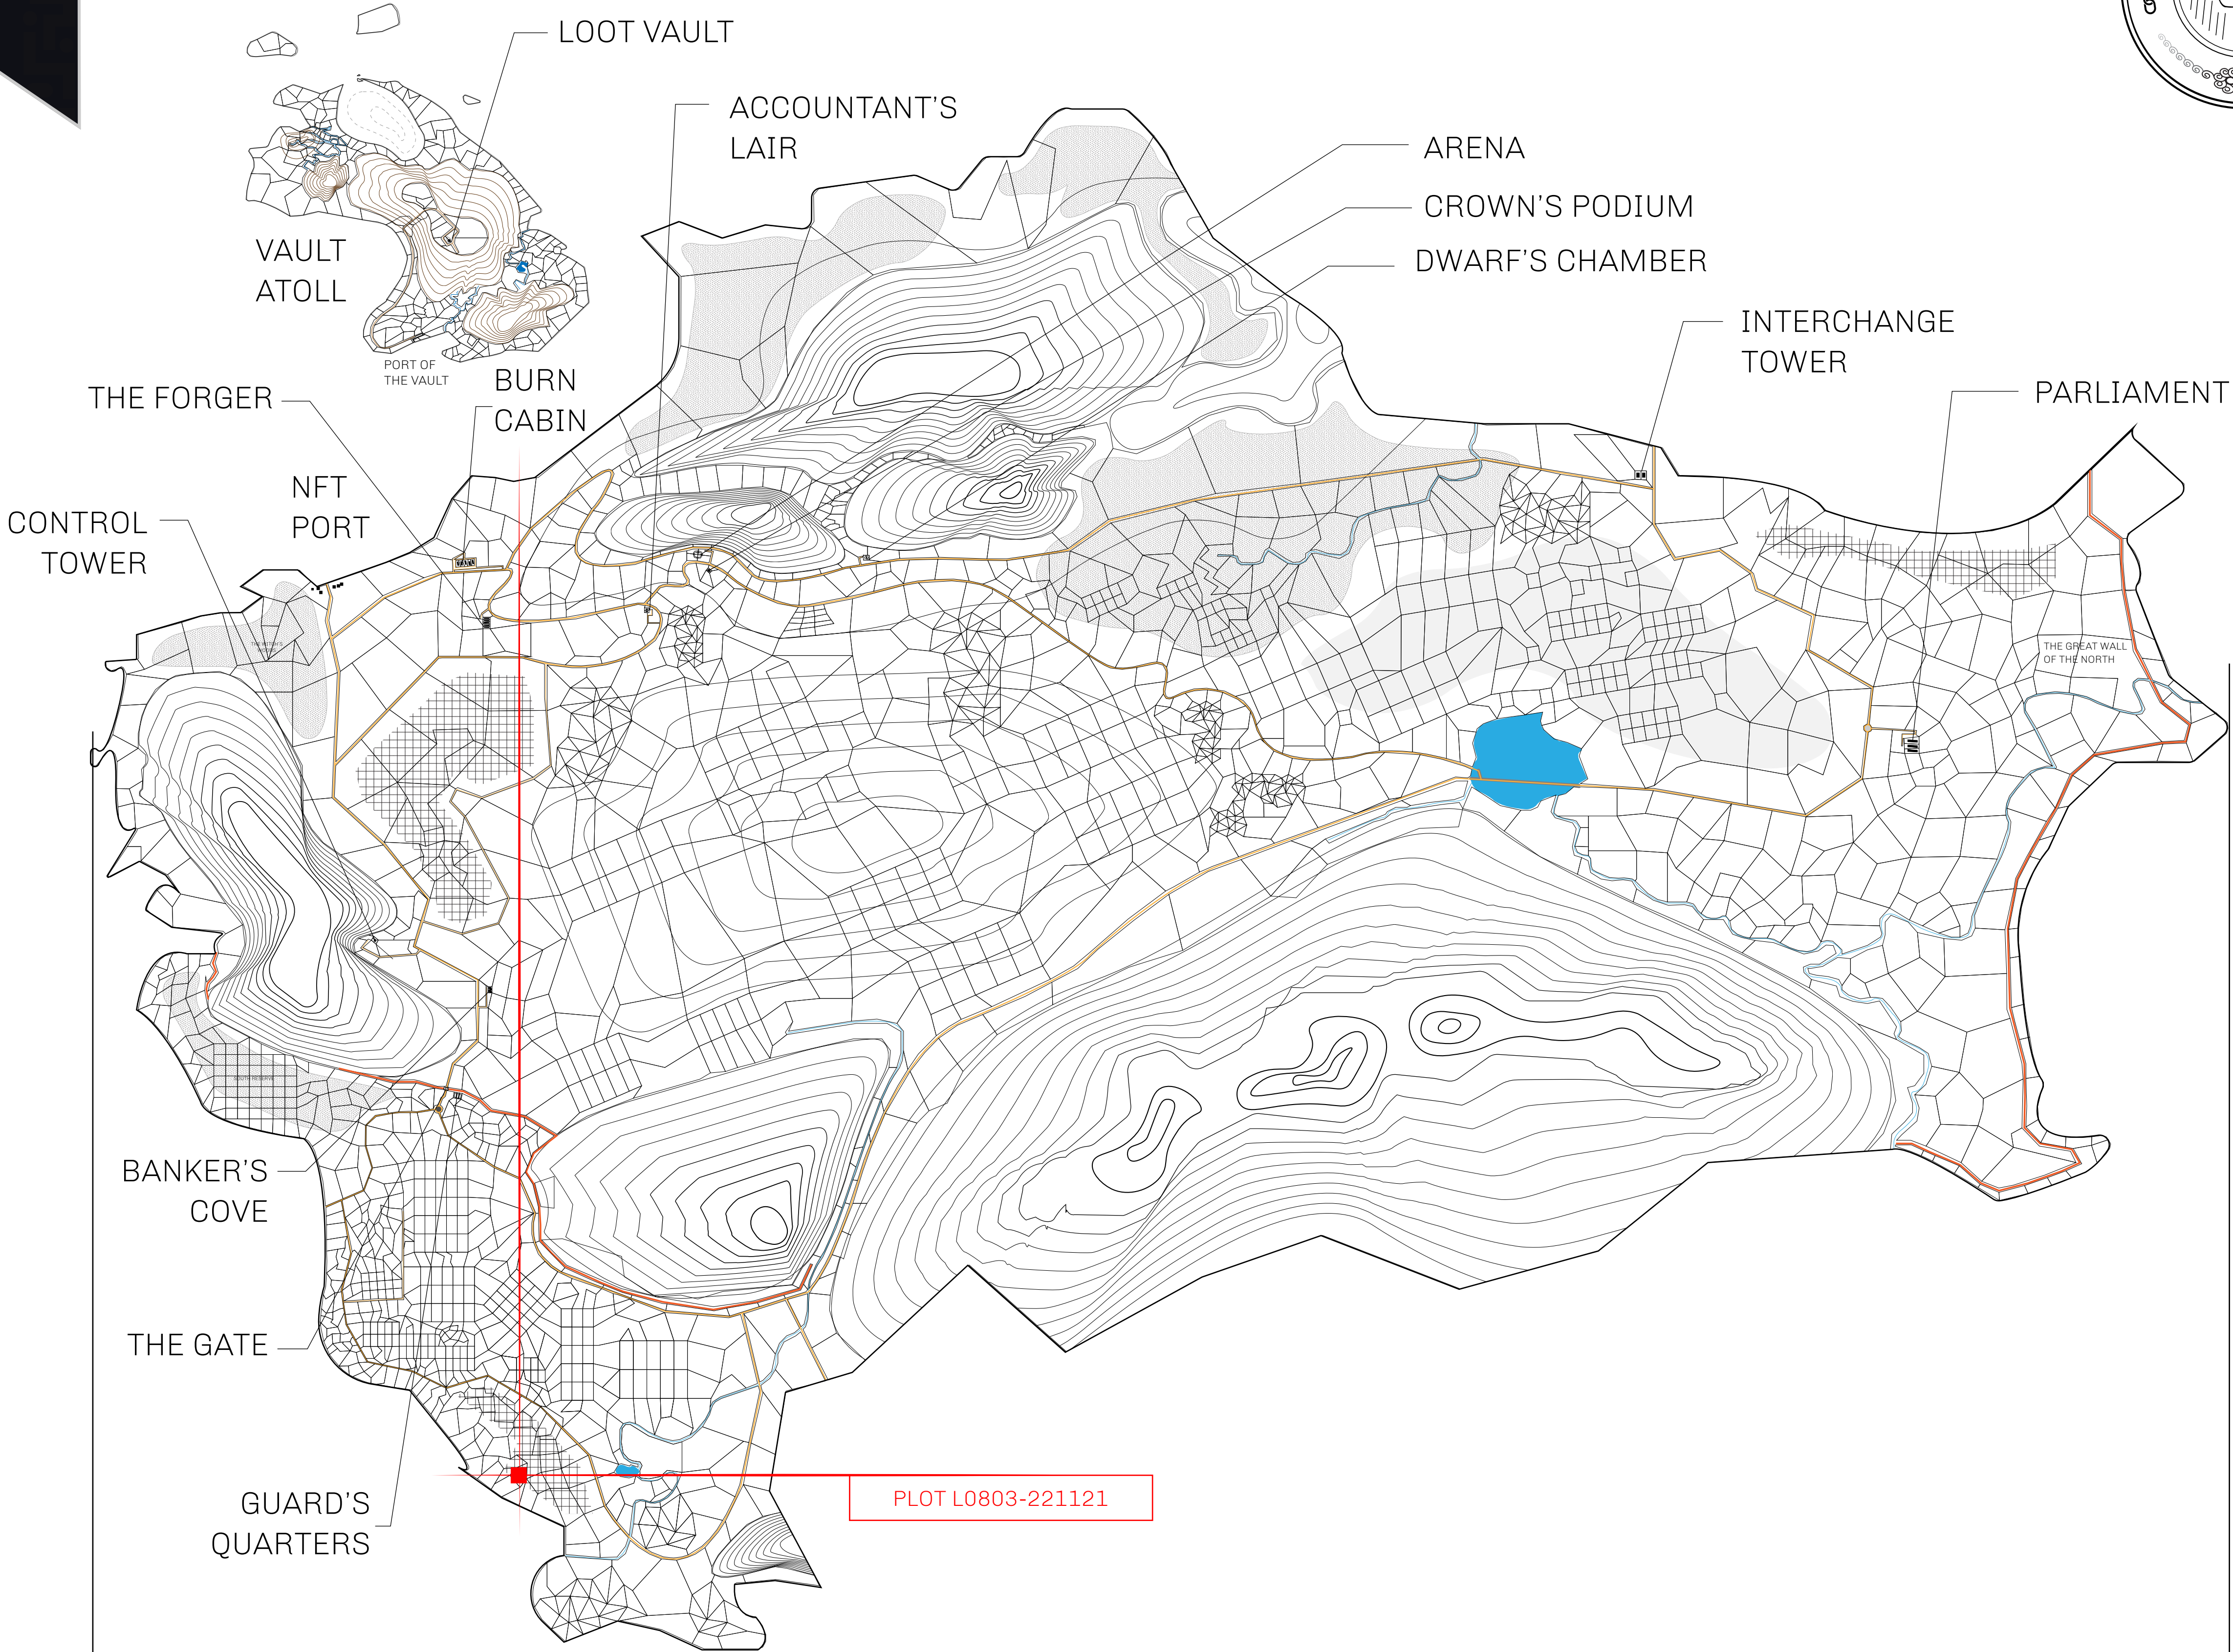 LOOT VAULT
ACCOUNTANT'S
LAIR
ARENA
CROWN'S PODIUM
DWARF'S CHAMBER
VAULT
ATOLL
INTERCHANGE
TOWER
PORT OF
THE VAULT
BURN
CABIN
THE FORGER
PARLIAMENT
NFT
PORT
CONTROL
TOWER
THE GREAT WALL
OF THE NORTH
SOUTH RESERVE
BANKER'S
COVE
THE GATE
GUARD'S
QUARTERS
PLOT L0803-221121